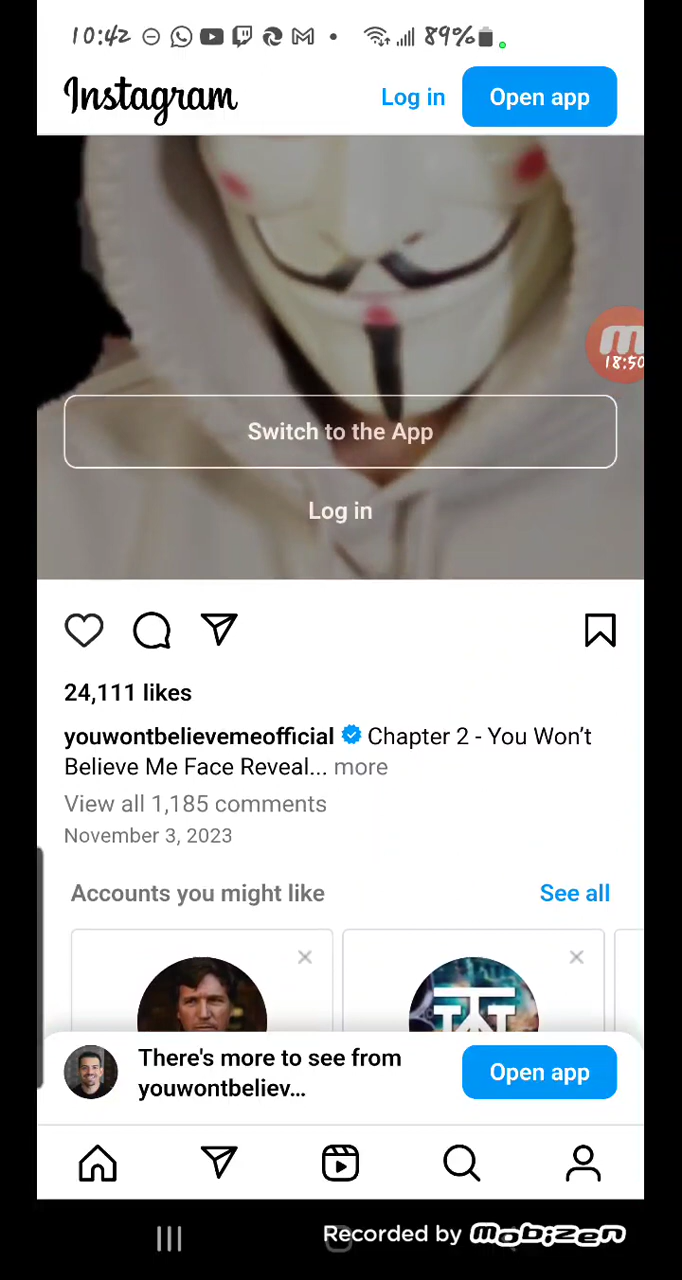 10:42 89%
Instagram Log in Open app
18:50
Switch to the App
Log in
24,111 likes
youwontbelievemeofficial Chapter 2 - You Won’t
Believe Me Face Reveal... more
View all 1,185 comments
November 3, 2023
Accounts you might like See all
There's more to see from
youwontbeliev...
Open app
Recorded by mobizen